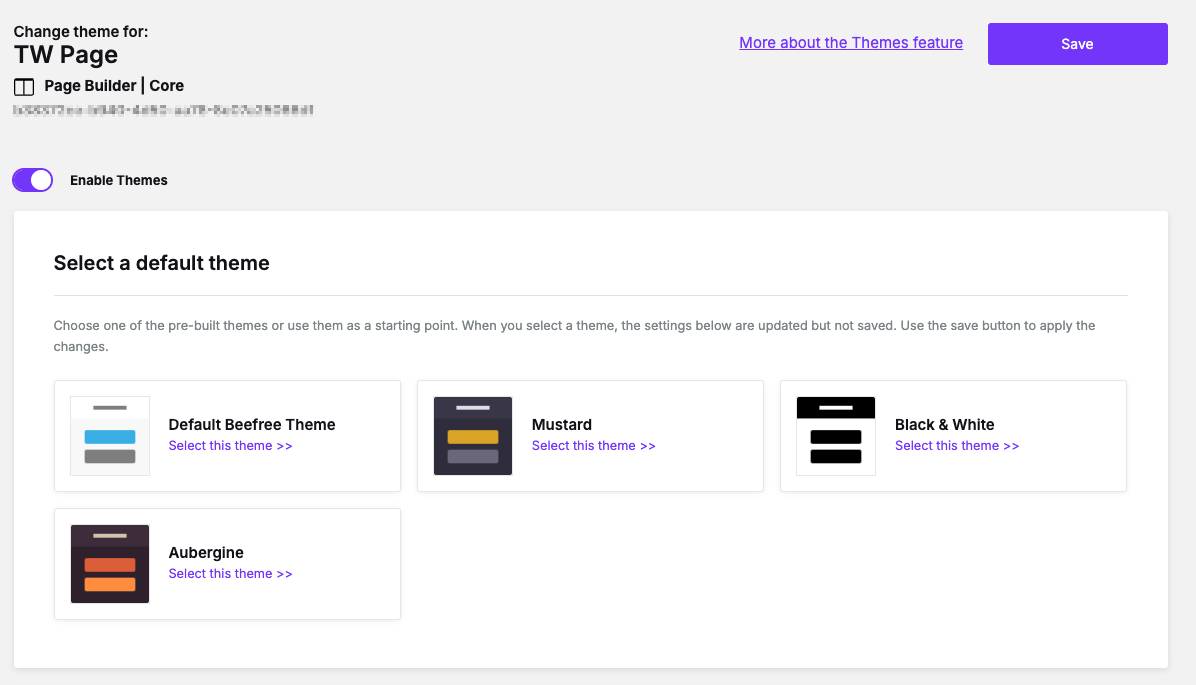 Change theme for:
TW Page
More about the Themes feature
Save
Page Builder | Core
Enable Themes
Select a default theme
Choose one of the pre-built themes or use them as a starting point. When you select a theme, the settings below are updated but not saved. Use the save button to apply the
changes.
Default Beefree Theme
Select this theme >>
Mustard
Select this theme >>
Black & White
Select this theme >>
Aubergine
Select this theme >>